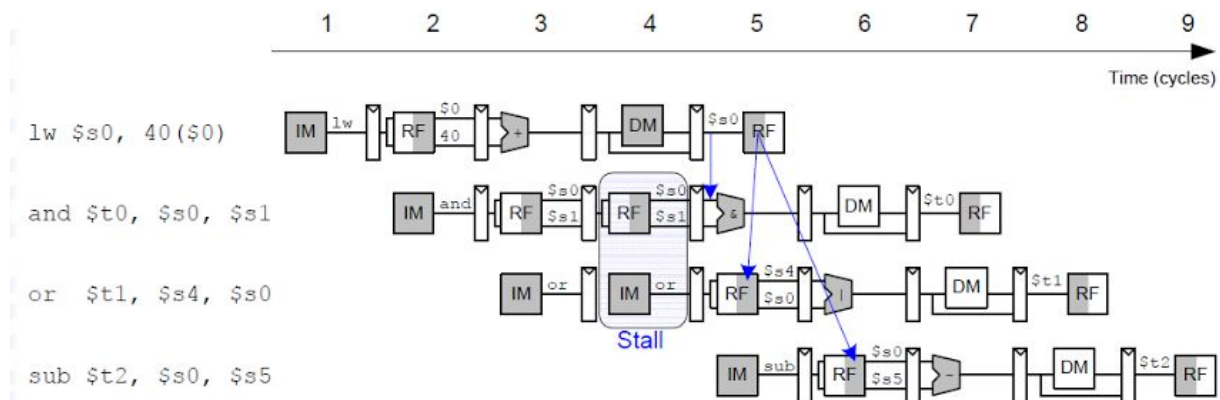 1 2 3 4 5 6 7 8 9
Time (cycles)
lw $s0, 40($0) IM lw RF $0 40 + DM $s0 RF
and $t0, $s0, $s1 IM and RF $s0 $s1 RF $s0 $s1 & DM $t0 RF
or $t1, $s4, $s0 IM or IM or RF $s4 $s0 | DM $t1 RF
Stall
sub $t2, $s0, $s5 IM sub RF $s0 $s5 - DM $t2 RF